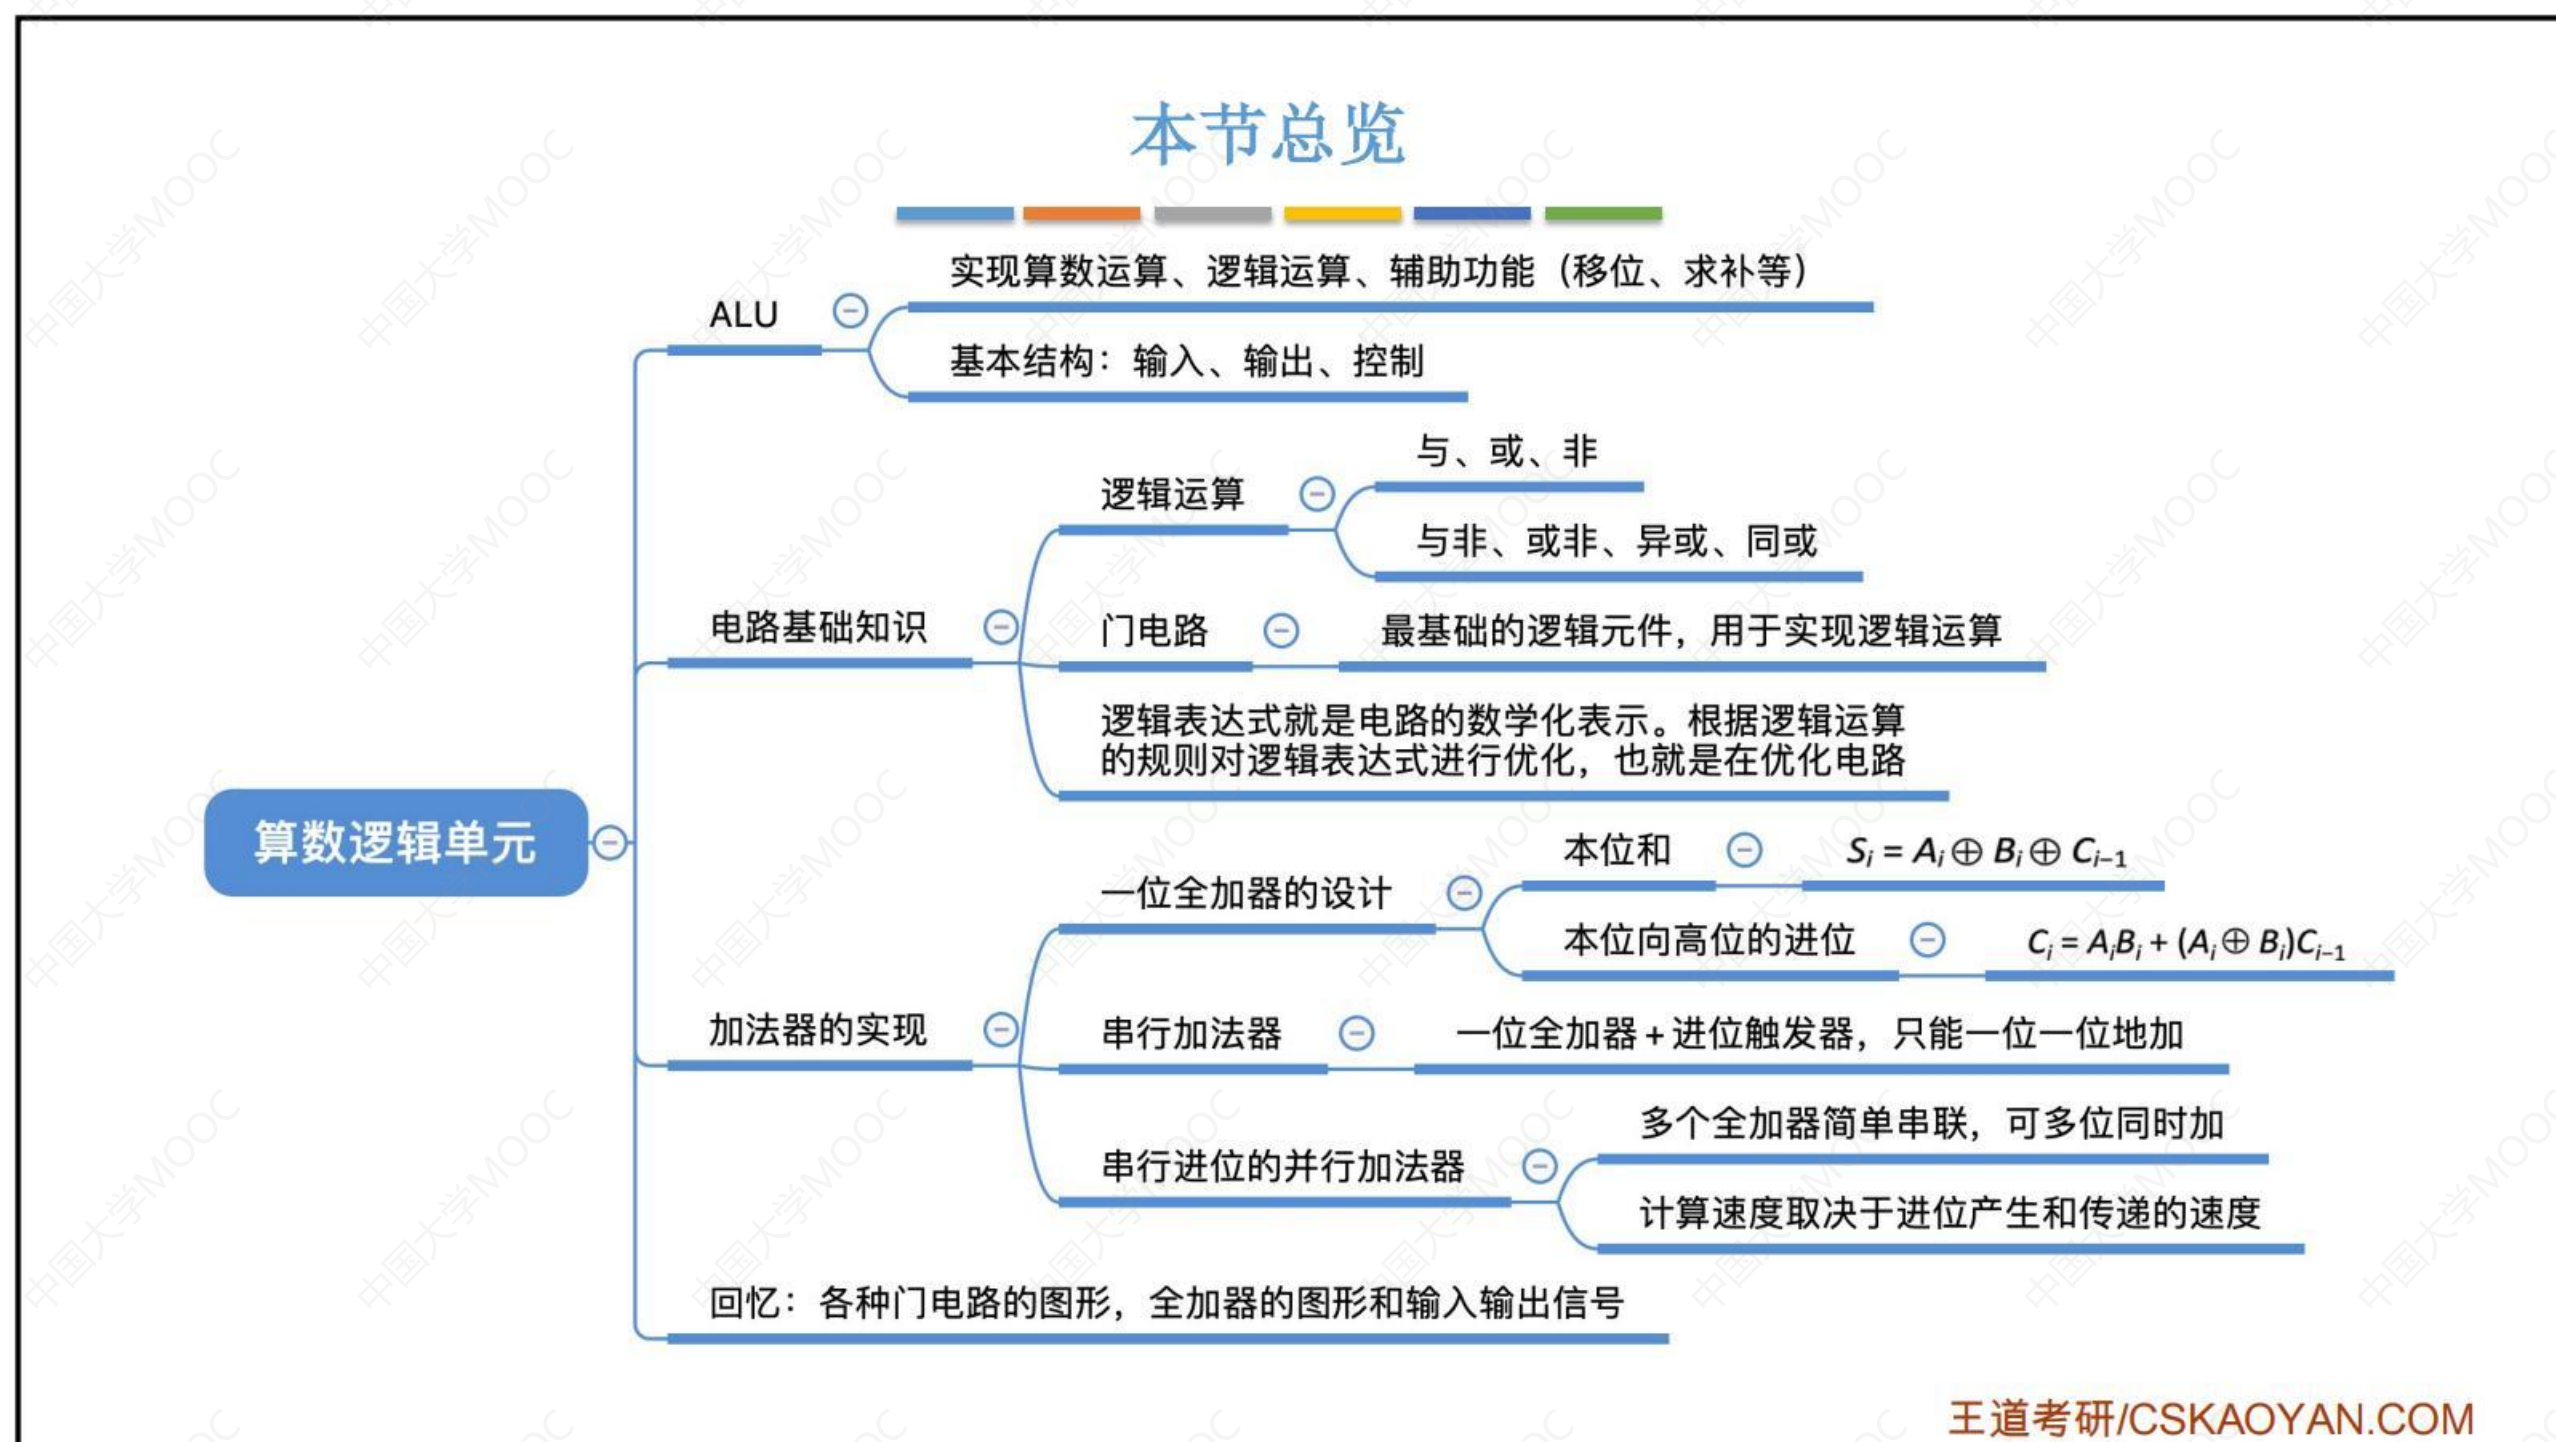 本节总览
实现算数运算、逻辑运算、辅助功能（移位、求补等）
ALU
基本结构：输入、输出、控制
与、或、非
逻辑运算
与非、或非、异或、同或
电路基础知识
门电路
最基础的逻辑元件，用于实现逻辑运算
逻辑表达式就是电路的数学化表示。根据逻辑运算
的规则对逻辑表达式进行优化，也就是在优化电路
算数逻辑单元
本位和
Sᵢ = Aᵢ ⊕ Bᵢ ⊕ Cᵢ₋₁
一位全加器的设计
本位向高位的进位
Cᵢ = AᵢBᵢ + (Aᵢ ⊕ Bᵢ)Cᵢ₋₁
加法器的实现
串行加法器
一位全加器+进位触发器，只能一位一位地加
多个全加器简单串联，可多位同时加
串行进位的并行加法器
计算速度取决于进位产生和传递的速度
回忆：各种门电路的图形，全加器的图形和输入输出信号
王道考研/CSKAOYAN.COM
中国大学MOOC